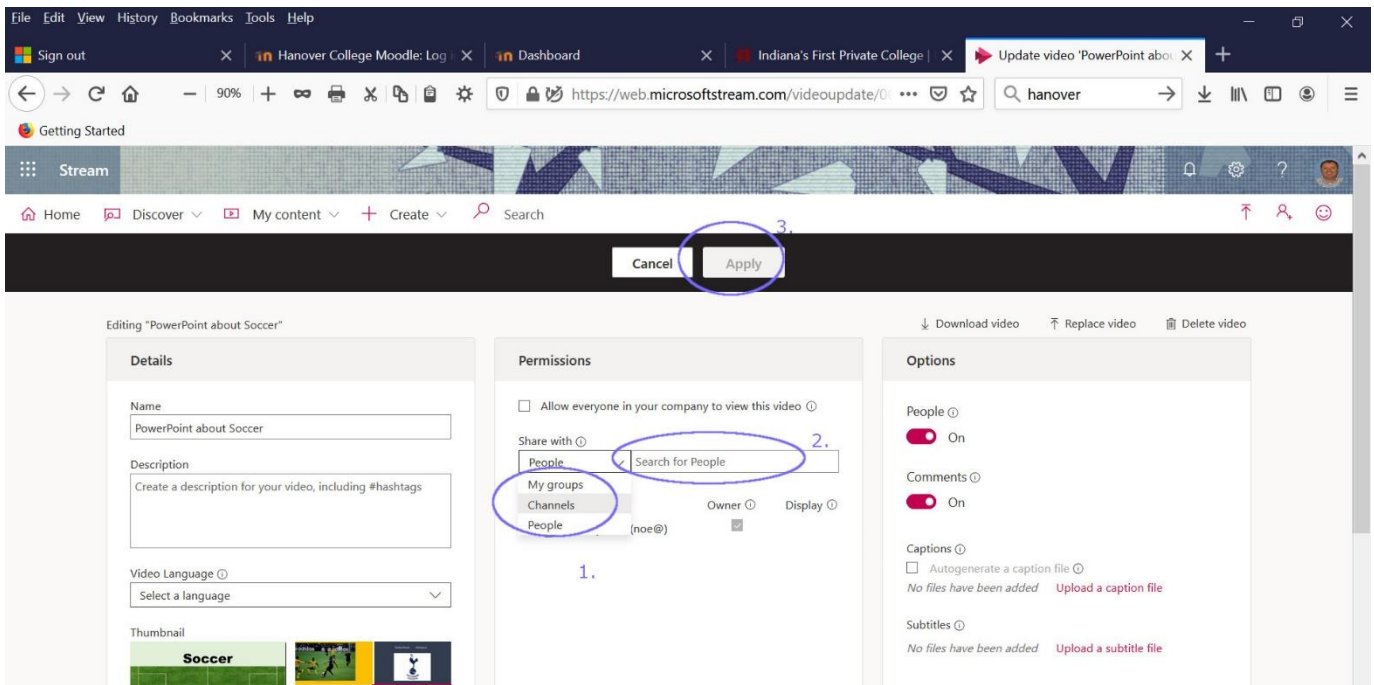 File Edit View History Bookmarks Tools Help
Sign out Hanover College Moodle: Log i Dashboard Indiana's First Private College | Update video 'PowerPoint abou
90% https://web.microsoftstream.com/videoupdate/0 hanover
Getting Started
Stream ?
Home Discover My content Create Search
3.
Cancel Apply
Editing "PowerPoint about Soccer" Download video Replace video Delete video
Details
Name
PowerPoint about Soccer
Description
Create a description for your video, including #hashtags
Video Language
Select a language
Thumbnail
Soccer
Permissions
Allow everyone in your company to view this video
Share with 2.
People Search for People
My groups
Channels Owner Display
People (noe@)
1.
Options
People
On
Comments
On
Captions
Autogenerate a caption file
No files have been added Upload a caption file
Subtitles
No files have been added Upload a subtitle file